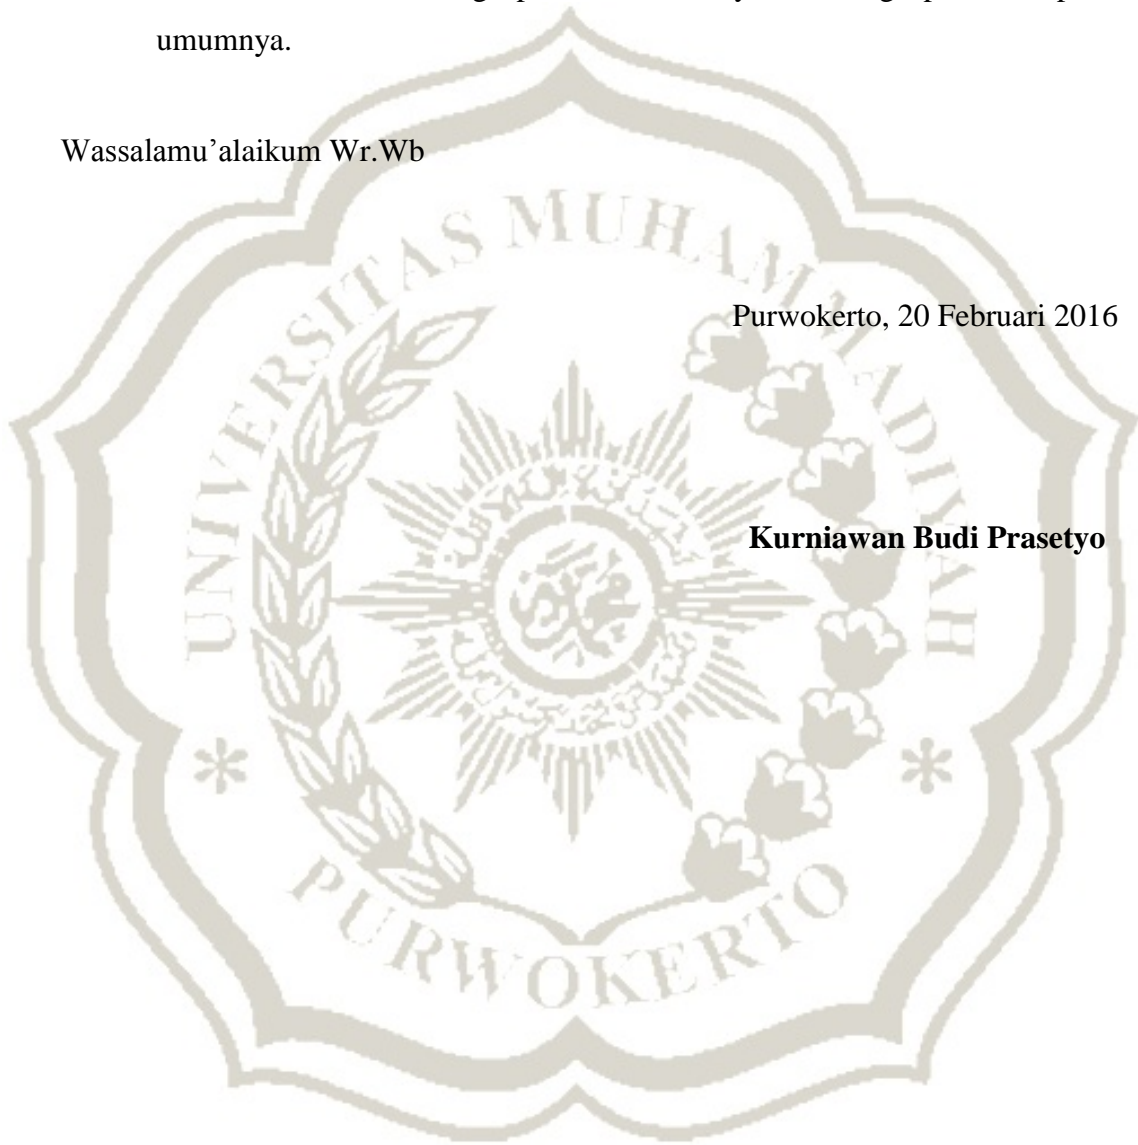 umumnya.
Wassalamu’alaikum Wr.Wb
UNIVERSITAS MUHAMMADIYAH
Purwokerto, 20 Februari 2016
Kurniawan Budi Prasetyo
PURWOKERTO